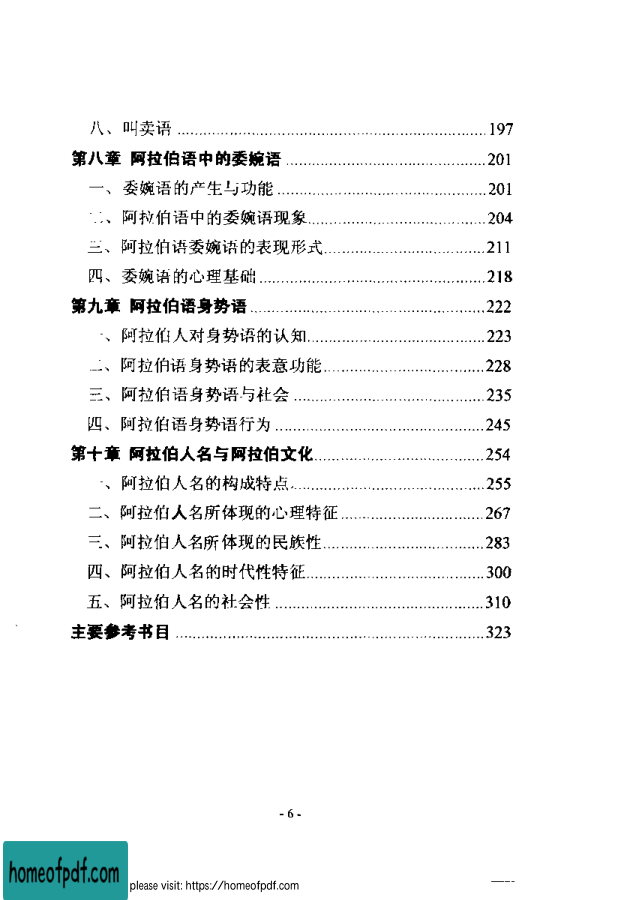 八、叫卖语 ........ 197
第八章 阿拉伯语中的委婉语 ........ 201
一、委婉语的产生与功能 ........ 201
二、阿拉伯语中的委婉语现象 ........ 204
三、阿拉伯语委婉语的表现形式 ........ 211
四、委婉语的心理基础 ........ 218
第九章 阿拉伯语身势语 ........ 222
一、阿拉伯人对身势语的认知 ........ 223
二、阿拉伯语身势语的表意功能 ........ 228
三、阿拉伯语身势语与社会 ........ 235
四、阿拉伯语身势语行为 ........ 245
第十章 阿拉伯人名与阿拉伯文化 ........ 254
一、阿拉伯人名的构成特点 ........ 255
二、阿拉伯人名所体现的心理特征 ........ 267
三、阿拉伯人名所体现的民族性 ........ 283
四、阿拉伯人名的时代性特征 ........ 300
五、阿拉伯人名的社会性 ........ 310
主要参考书目 ........ 323
- 6 -
homeofpdf.com
please visit: https://homeofpdf.com